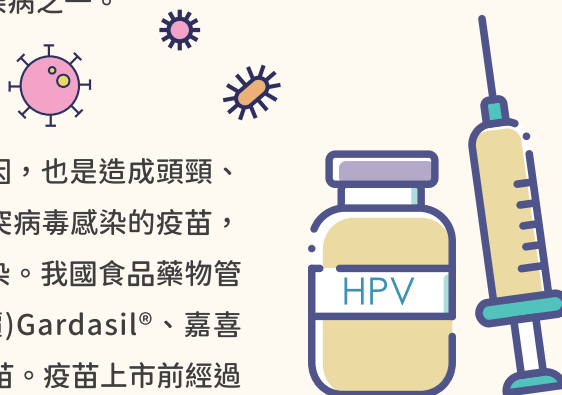 病之一。
因，也是造成頭頸、
突病毒感染的疫苗，
染。我國食品藥物管
)Gardasil®、嘉喜
苗。疫苗上市前經過
HPV